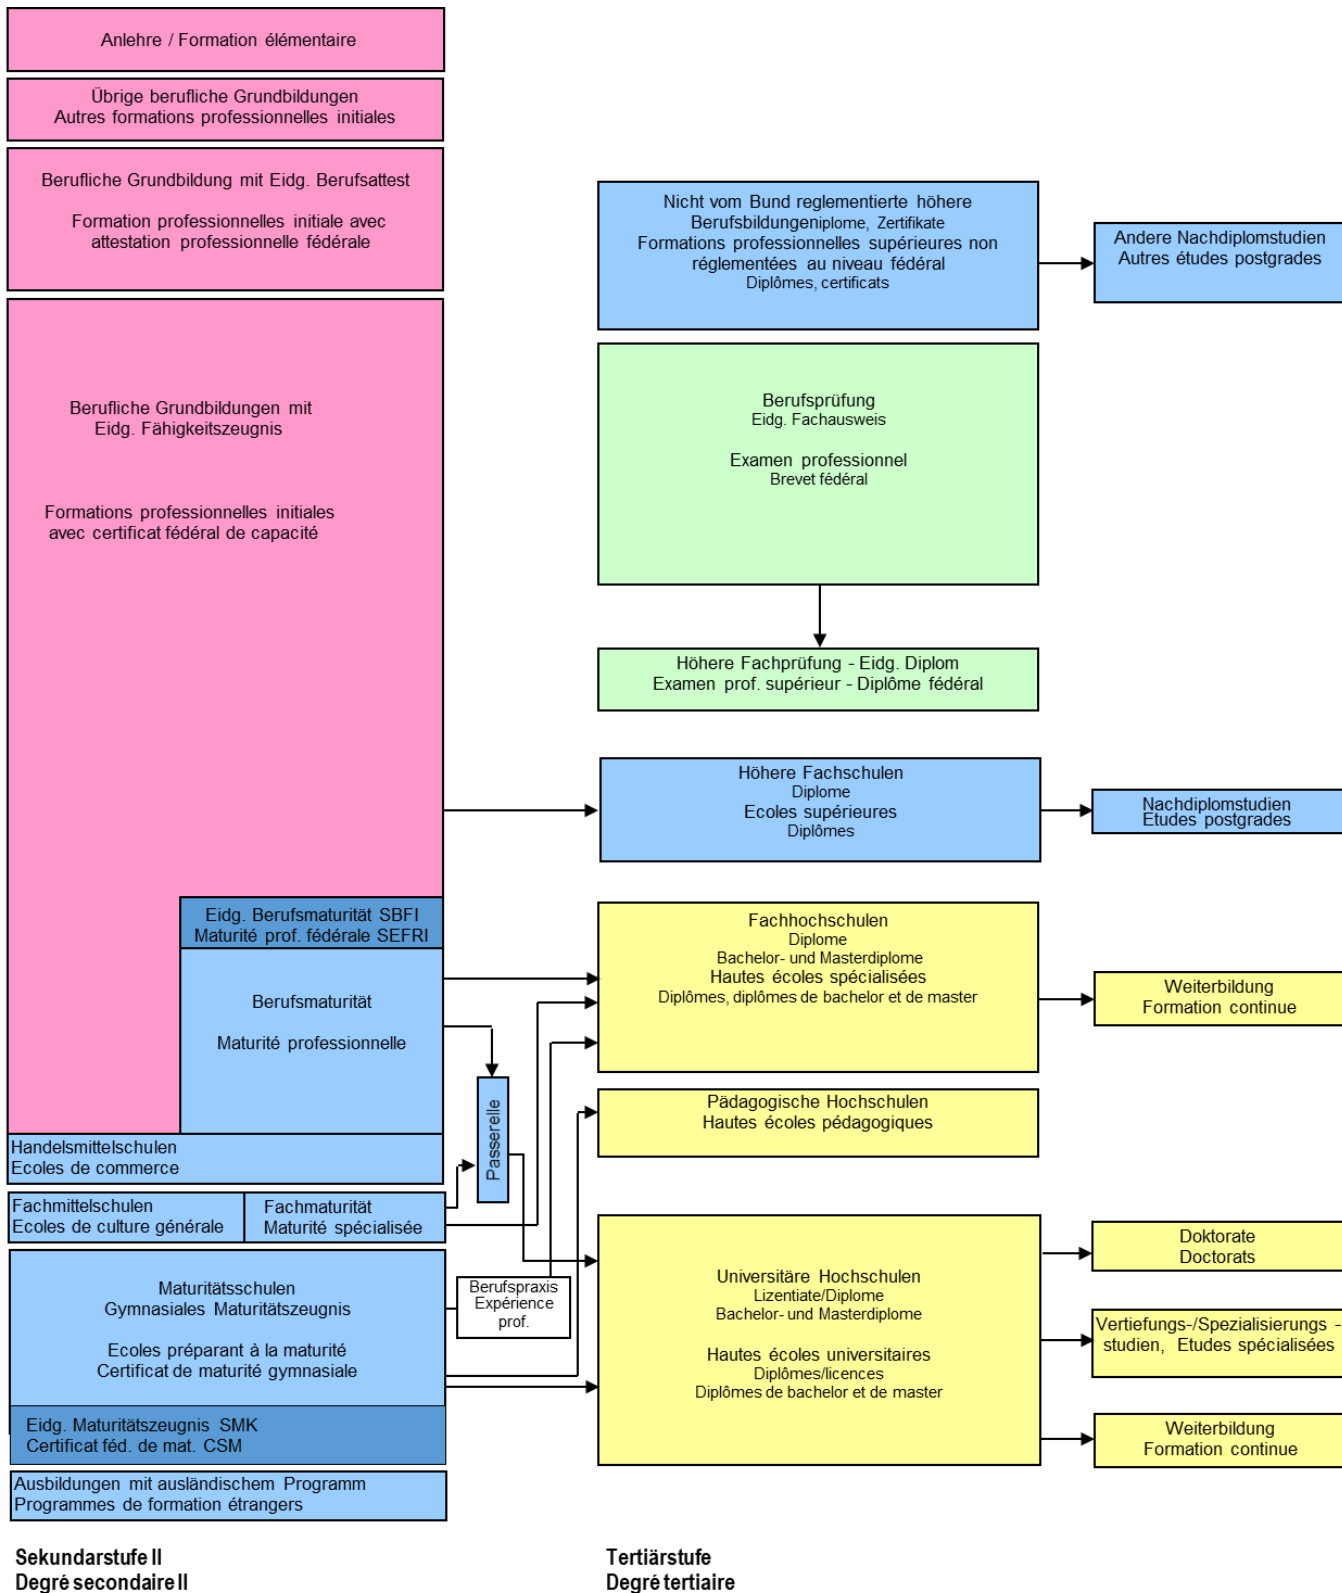 Anlehre / Formation élémentaire
Übrige berufliche Grundbildungen
Autres formations professionnelles initiales
Berufliche Grundbildung mit Eidg. Berufsattest
Formation professionnelles initiale avec
attestation professionnelle fédérale
Berufliche Grundbildungen mit
Eidg. Fähigkeitszeugnis
Formations professionnelles initiales
avec certificat fédéral de capacité
Eidg. Berufsmaturität SBFI
Maturité prof. fédérale SEFRI
Berufsmaturität
Maturité professionnelle
Handelsmittelschulen
Ecoles de commerce
Fachmittelschulen
Ecoles de culture générale
Fachmaturität
Maturité spécialisée
Maturitätsschulen
Gymnasiales Maturitätszeugnis
Ecoles préparant à la maturité
Certificat de maturité gymnasiale
Eidg. Maturitätszeugnis SMK
Certificat féd. de mat. CSM
Ausbildungen mit ausländischem Programm
Programmes de formation étrangers
Sekundarstufe II
Degré secondaire II
Passerelle
Berufspraxis
Expérience
prof.
Nicht vom Bund reglementierte höhere
Berufsbildungeniplome, Zertifikate
Formations professionnelles supérieures non
réglementées au niveau fédéral
Diplômes, certificats
Berufsprüfung
Eidg. Fachausweis
Examen professionnel
Brevet fédéral
Höhere Fachprüfung - Eidg. Diplom
Examen prof. supérieur - Diplôme fédéral
Höhere Fachschulen
Diplome
Ecoles supérieures
Diplômes
Fachhochschulen
Diplome
Bachelor- und Masterdiplome
Hautes écoles spécialisées
Diplômes, diplômes de bachelor et de master
Pädagogische Hochschulen
Hautes écoles pédagogiques
Universitäre Hochschulen
Lizentiate/Diplome
Bachelor- und Masterdiplome
Hautes écoles universitaires
Diplômes/licences
Diplômes de bachelor et de master
Tertiärstufe
Degré tertiaire
Andere Nachdiplomstudien
Autres études postgrades
Nachdiplomstudien
Etudes postgrades
Weiterbildung
Formation continue
Doktorate
Doctorats
Vertiefungs-/Spezialisierungs -
studien, Etudes spécialisées
Weiterbildung
Formation continue